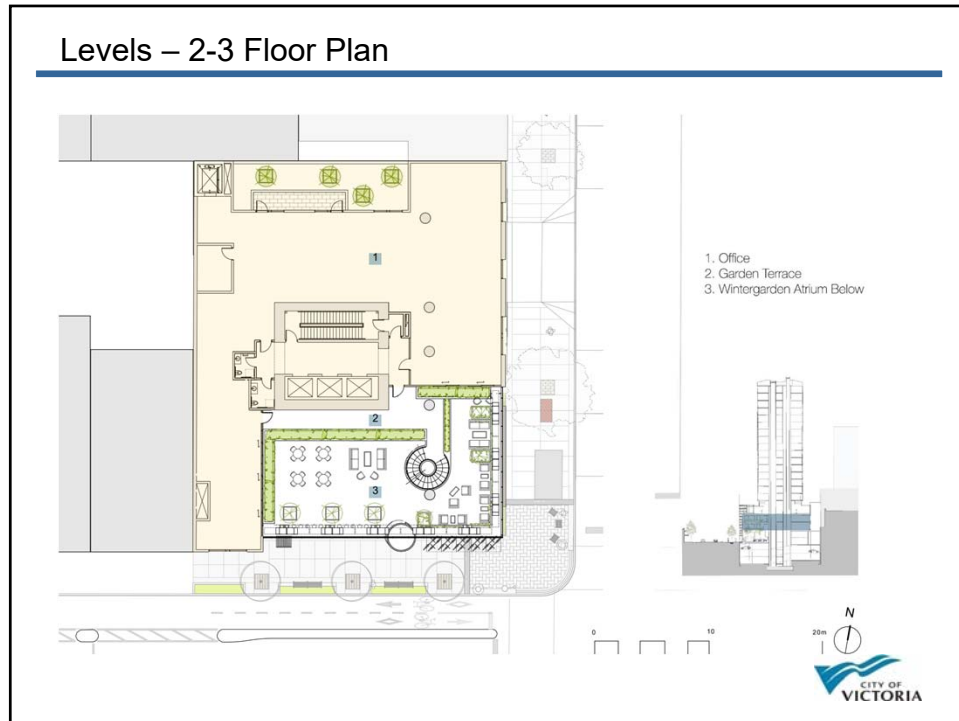 Levels – 2-3 Floor Plan
1
1. Office
2. Garden Terrace
3. Wintergarden Atrium Below
2
3
N
0 10 20m
CITY OF
VICTORIA